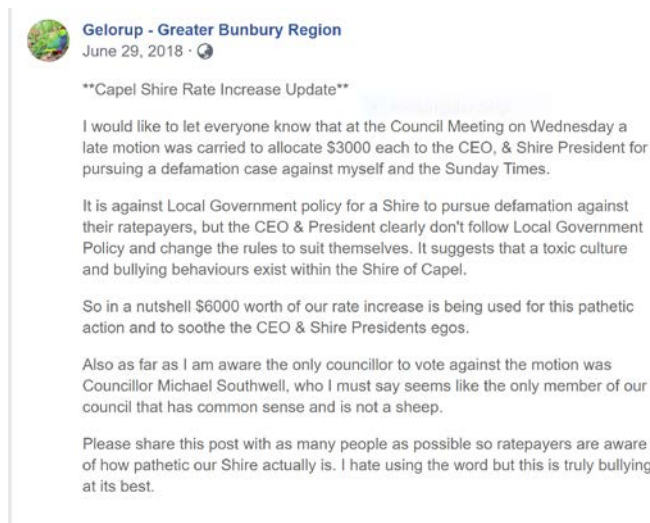 Gelorup - Greater Bunbury Region
June 29, 2018 ·
**Capel Shire Rate Increase Update**
I would like to let everyone know that at the Council Meeting on Wednesday a
late motion was carried to allocate $3000 each to the CEO, & Shire President for
pursuing a defamation case against myself and the Sunday Times.
It is against Local Government policy for a Shire to pursue defamation against
their ratepayers, but the CEO & President clearly don't follow Local Government
Policy and change the rules to suit themselves. It suggests that a toxic culture
and bullying behaviours exist within the Shire of Capel.
So in a nutshell $6000 worth of our rate increase is being used for this pathetic
action and to soothe the CEO & Shire Presidents egos.
Also as far as I am aware the only councillor to vote against the motion was
Councillor Michael Southwell, who I must say seems like the only member of our
council that has common sense and is not a sheep.
Please share this post with as many people as possible so ratepayers are aware
of how pathetic our Shire actually is. I hate using the word but this is truly bullying
at its best.